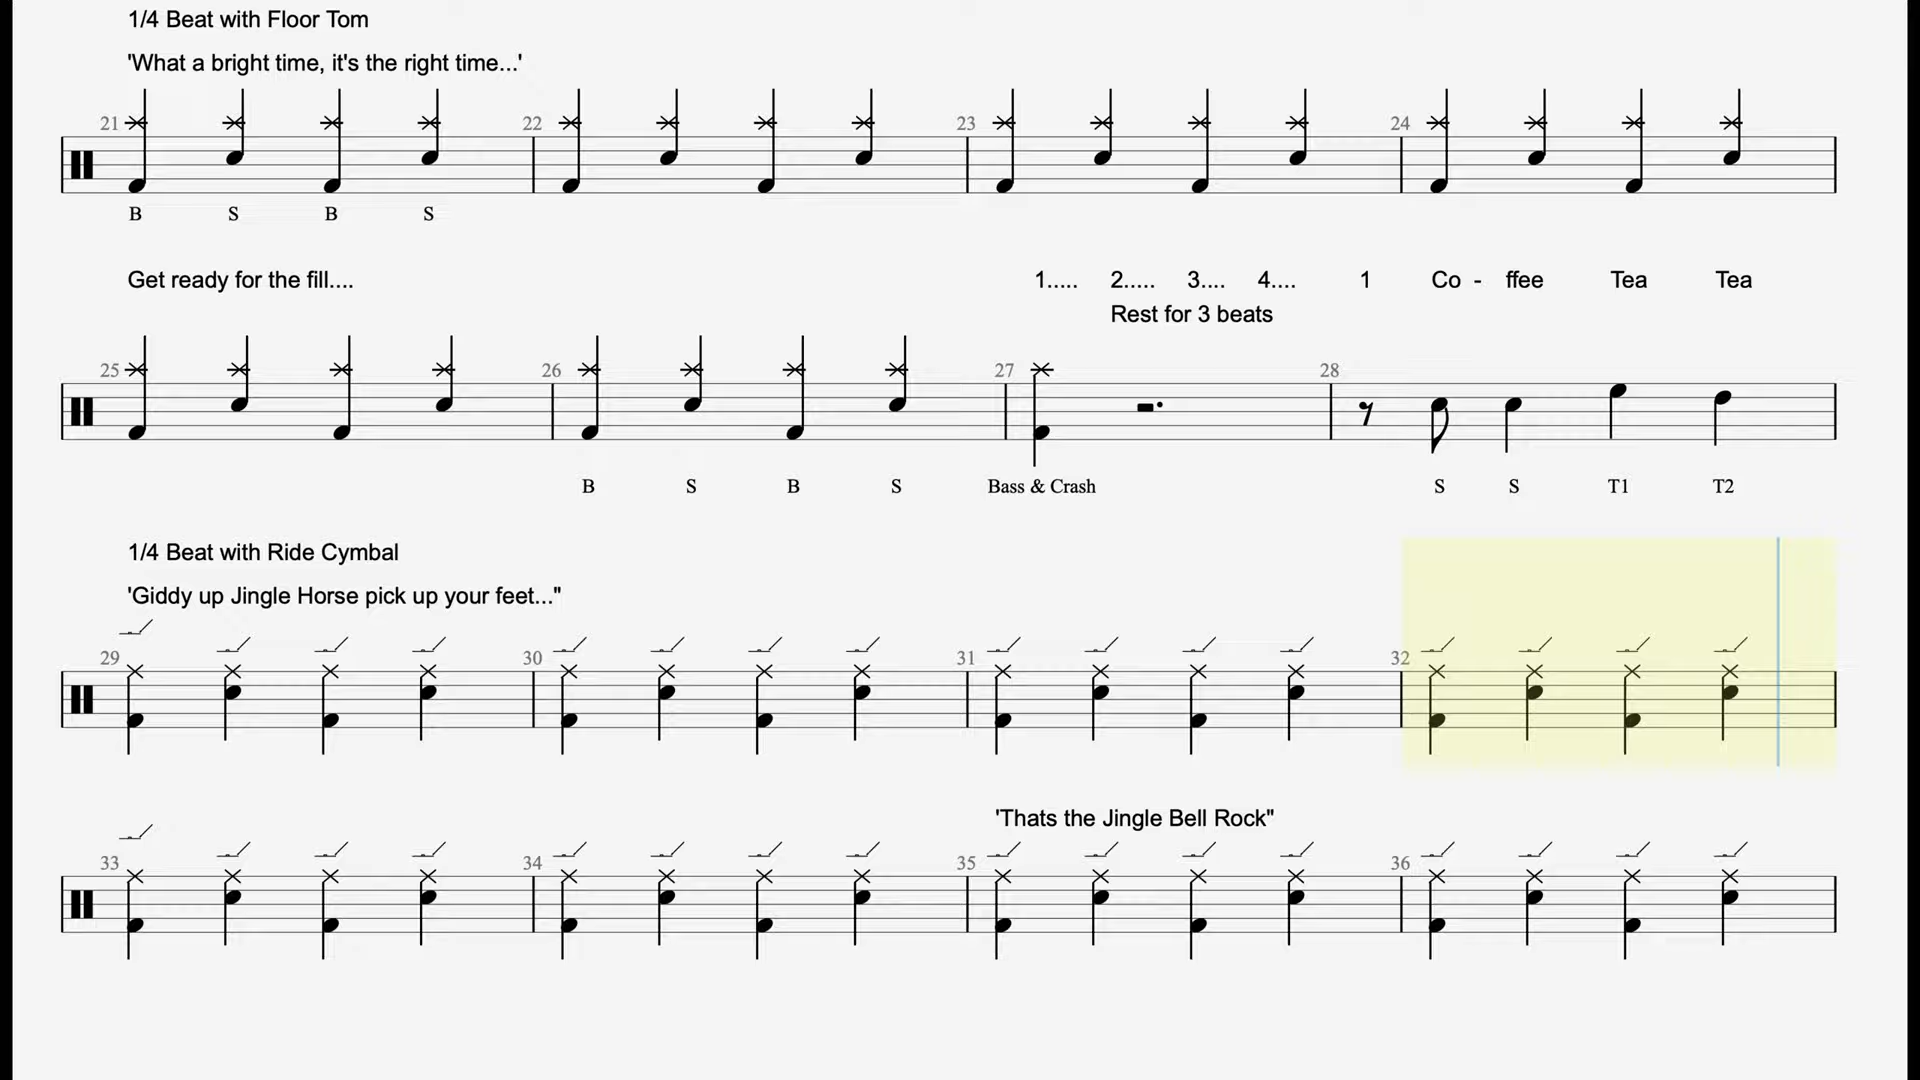 1/4 Beat with Floor Tom
'What a bright time, it's the right time...'
21 22 23 24
B S B S
Get ready for the fill....
1..... 2..... 3.... 4.... 1 Co - ffee Tea Tea
Rest for 3 beats
25 26 27 28
B S B S Bass & Crash S S T1 T2
1/4 Beat with Ride Cymbal
'Giddy up Jingle Horse pick up your feet..."
29 30 31 32
'Thats the Jingle Bell Rock"
33 34 35 36